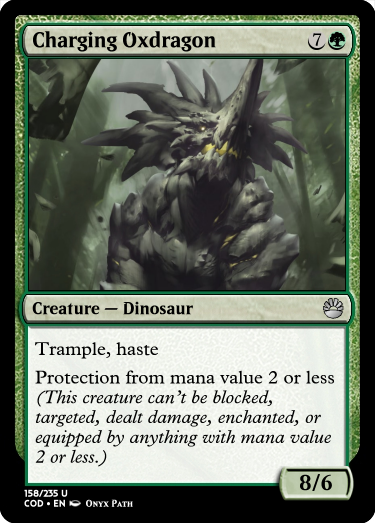 Charging Oxdragon 7
Creature — Dinosaur
Trample, haste
Protection from mana value 2 or less
(This creature can't be blocked,
targeted, dealt damage, enchanted, or
equipped by anything with mana value
2 or less.)
8/6
158/235 U
COD • EN Onyx Path